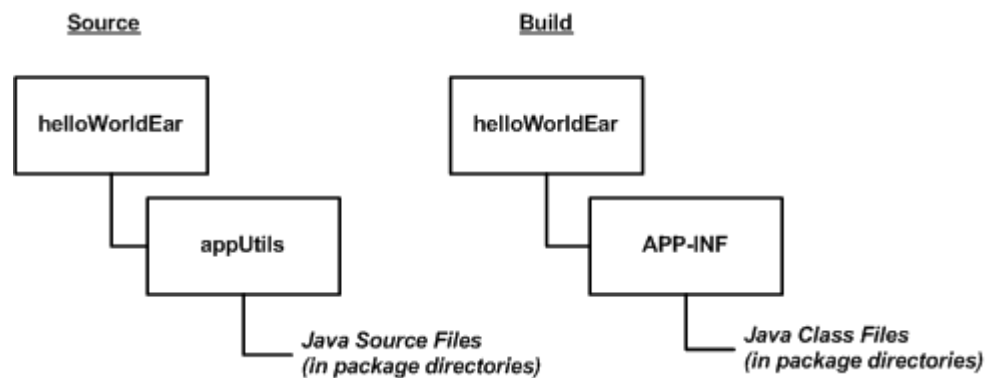 Source
helloWorldEar
appUtils
Java Source Files
(in package directories)
Build
helloWorldEar
APP-INF
Java Class Files
(in package directories)